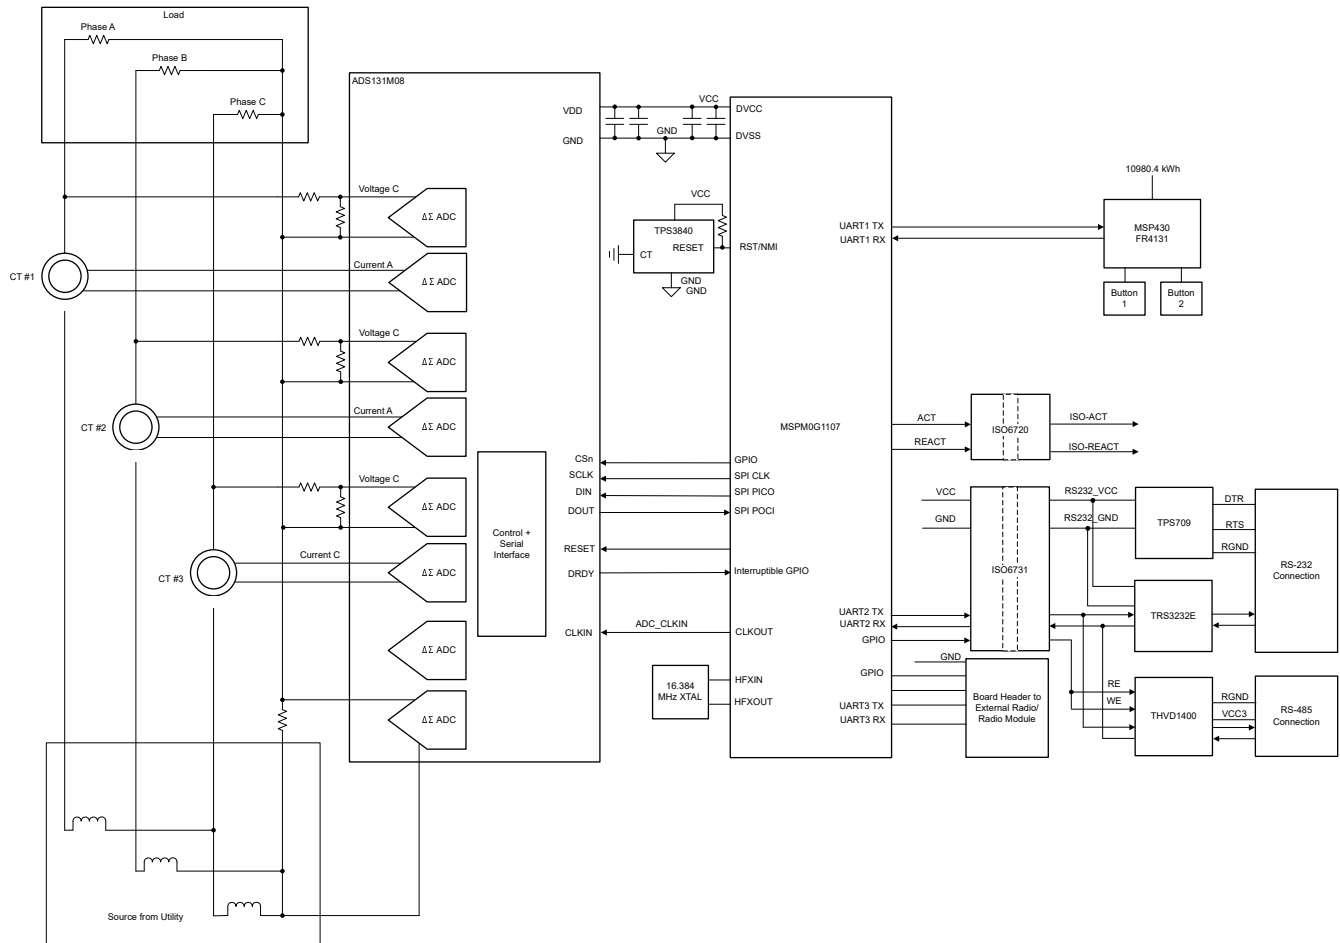 Load
Phase A
Phase B
Phase C
CT #1
CT #2
CT #3
Source from Utility
ADS131M08
Voltage C
ΔΣ ADC
Current A
ΔΣ ADC
Voltage C
ΔΣ ADC
Current A
ΔΣ ADC
Voltage C
ΔΣ ADC
Current C
ΔΣ ADC
ΔΣ ADC
ΔΣ ADC
Control +
Serial
Interface
VDD
GND
CSn
SCLK
DIN
DOUT
RESET
DRDY
CLKIN
VCC
GND
VCC
TPS3840
RESET
CT
GND
GND
ADC_CLKIN
16.384
MHz XTAL
DVCC
DVSS
RST/NMI
MSPM0G1107
GPIO
SPI CLK
SPI PICO
SPI POCI
Interruptible GPIO
CLKOUT
HFXIN
HFXOUT
UART1 TX
UART1 RX
UART2 TX
UART2 RX
GPIO
GPIO
UART3 TX
UART3 RX
10980.4 kWh
MSP430
FR4131
Button
1
Button
2
ACT
REACT
ISO6720
ISO-ACT
ISO-REACT
VCC
GND
ISO6731
RS232_VCC
RS232_GND
TPS709
DTR
RTS
RGND
RS-232
Connection
TRS3232E
GND
Board Header to
External Radio/
Radio Module
RE
WE
THVD1400
RGND
VCC3
RS-485
Connection